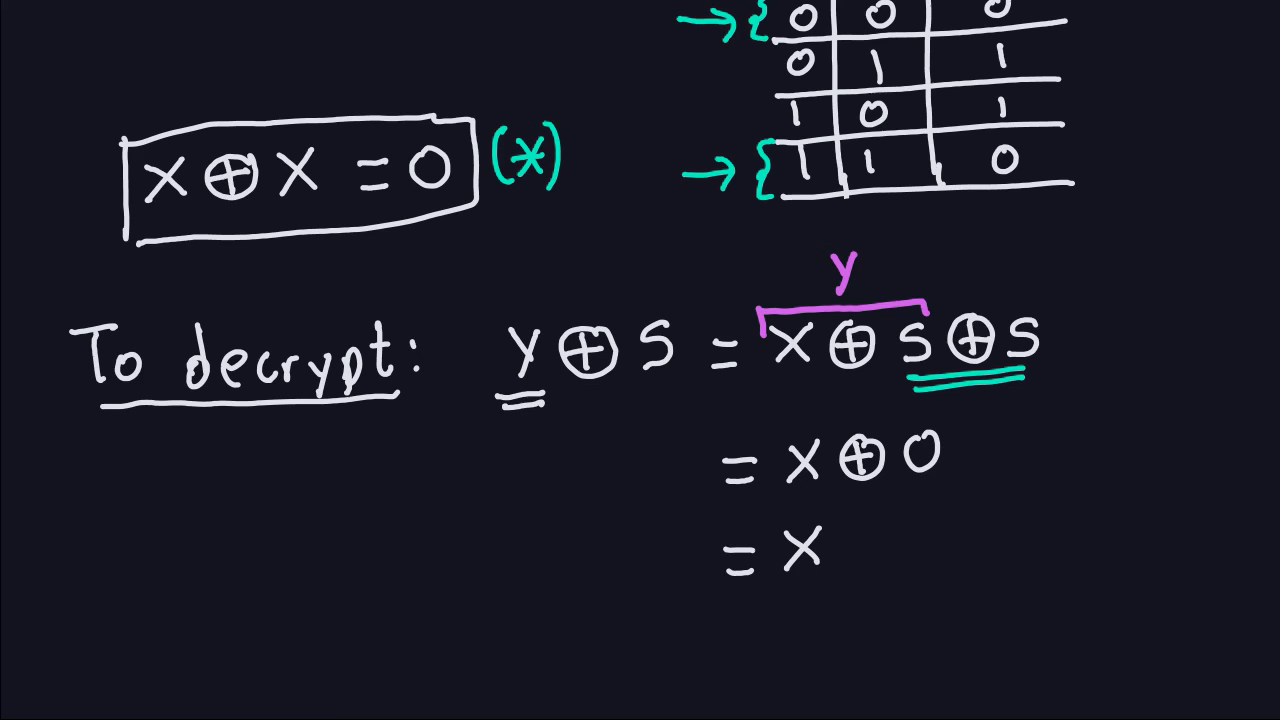 0 0 0
0 1 1
1 0 1
1 1 0
x ⊕ x = 0 (*)
y
To decrypt: y ⊕ s = x ⊕ s ⊕ s
= x ⊕ 0
= x